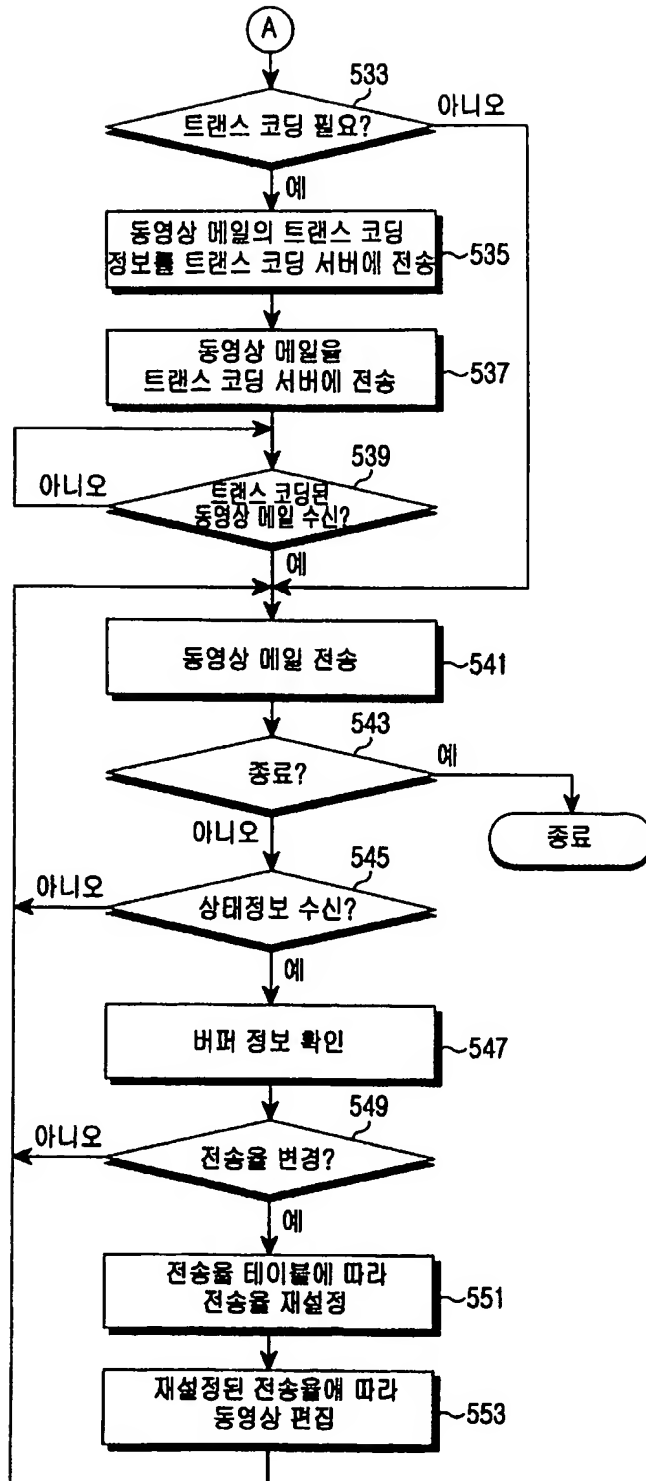 A
533
트랜스 코딩 필요?
아니오
예
동영상 메일의 트랜스 코딩
정보를 트랜스 코딩 서버에 전송
535
동영상 메일을
트랜스 코딩 서버에 전송
537
539
아니오
트랜스 코딩된
동영상 메일 수신?
예
동영상 메일 전송
541
543
종료?
예
종료
아니오
545
아니오
상태정보 수신?
예
버퍼 정보 확인
547
549
아니오
전송율 변경?
예
전송율 테이블에 따라
전송율 재설정
551
재설정된 전송율에 따라
동영상 편집
553